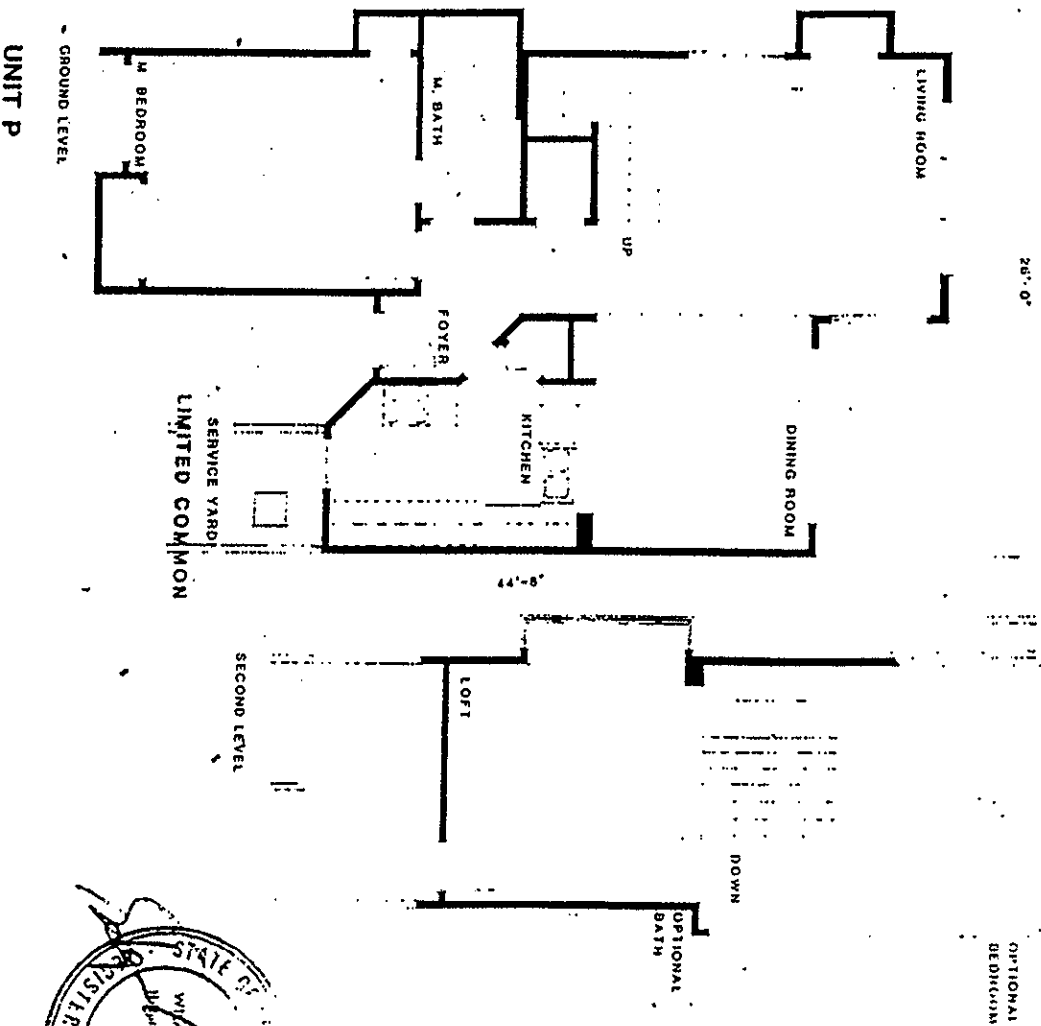 26'-0"
LIVING ROOM
DINING ROOM
UP
KITCHEN
44'-8"
M. BATH
FOYER
M BEDROOM
SERVICE YARD
LIMITED COMMON
GROUND LEVEL
UNIT P
OPTIONAL
BEDROOM
DOWN
OPTIONAL
BATH
LOFT
SECOND LEVEL
STATE OF